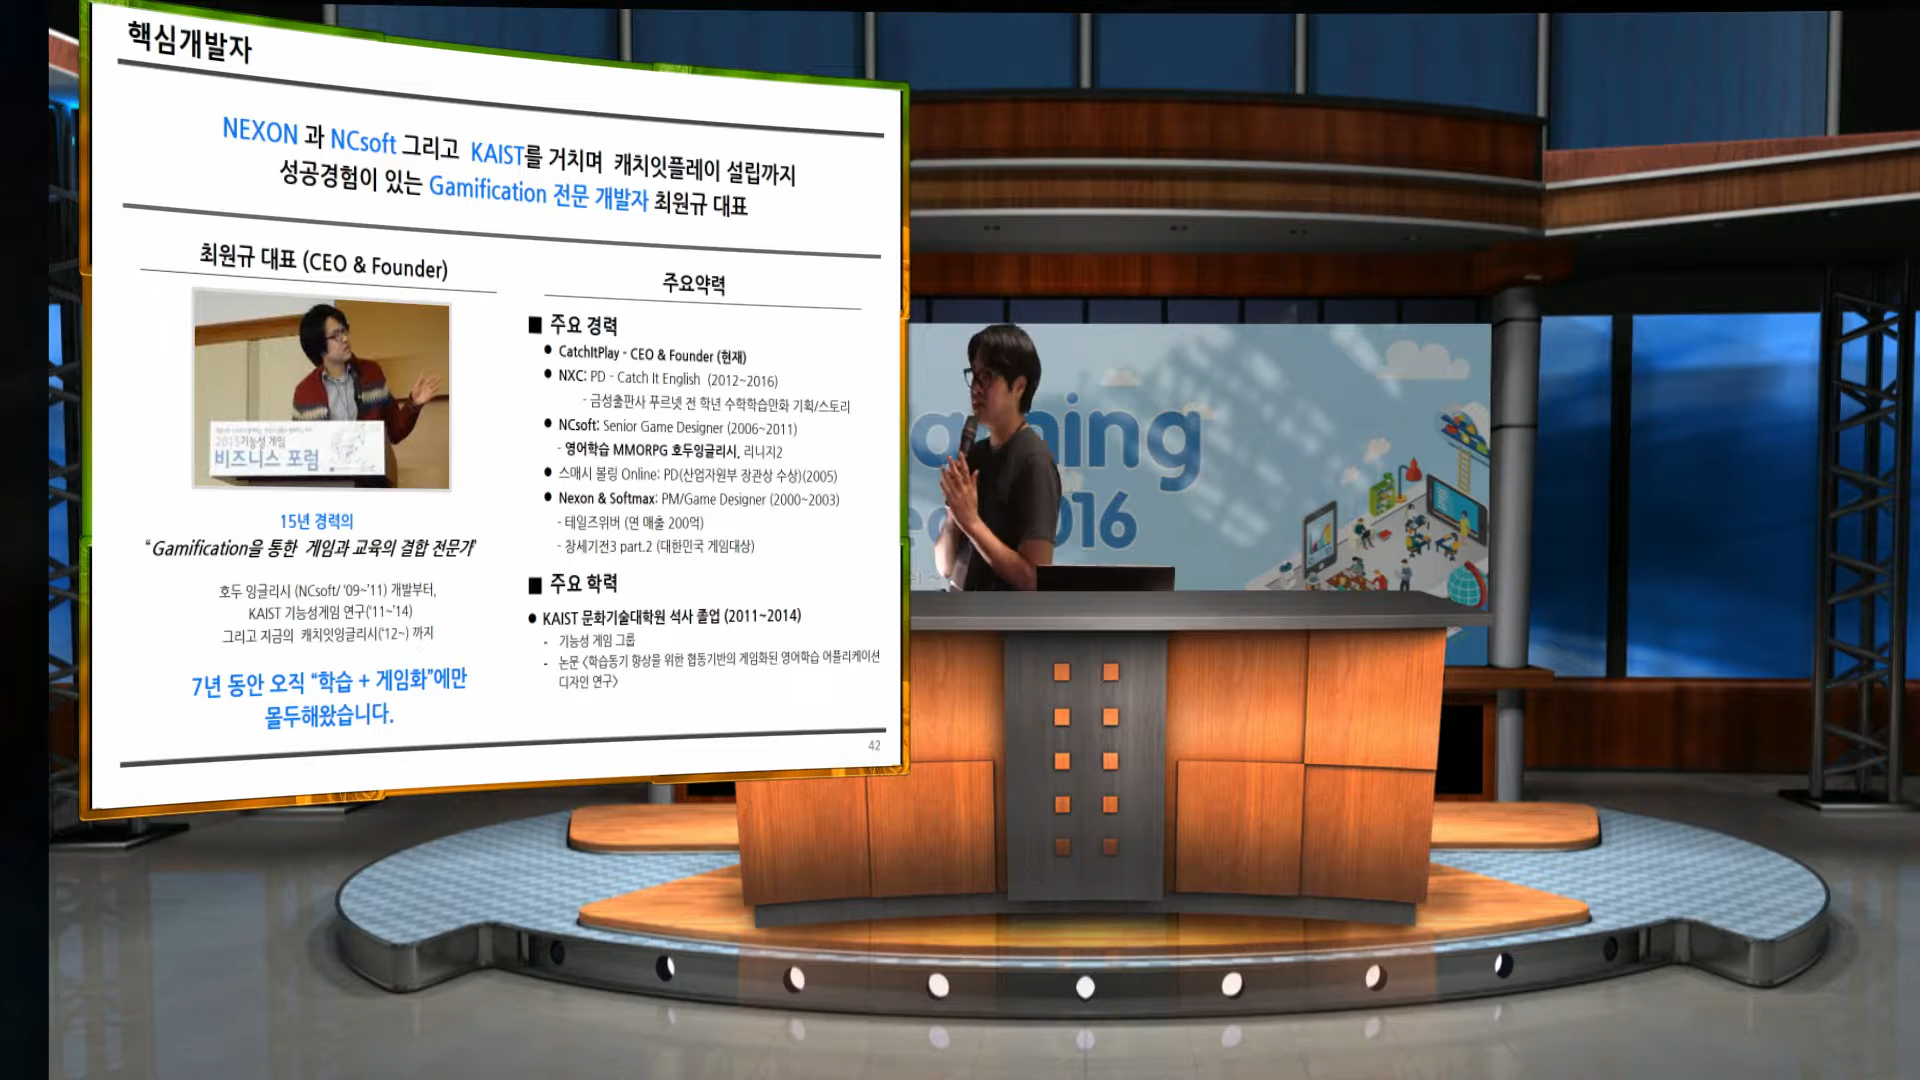 핵심개발자
NEXON 과 NCsoft 그리고 KAIST를 거치며 캐치잇플레이 설립까지
성공경험이 있는 Gamification 전문 개발자 최원규 대표
최원규 대표 (CEO & Founder)
2015기능성 게임
비즈니스 포럼
15년 경력의
“Gamification을 통한 게임과 교육의 결합 전문가”
호두 잉글리시 (NCsoft/ ‘09~’11) 개발부터,
KAIST 기능성게임 연구(‘11~’14)
그리고 지금의 캐치잇잉글리시(‘12~) 까지
7년 동안 오직 “학습 + 게임화”에만
몰두해왔습니다.
주요약력
■ 주요 경력
● CatchItPlay - CEO & Founder (현재)
● NXC: PD - Catch It English (2012~2016)
- 금성출판사 푸르넷 전 학년 수학학습만화 기획/스토리
● NCsoft: Senior Game Designer (2006~2011)
- 영어학습 MMORPG 호두잉글리시, 리니지2
● 스매시 볼링 Online: PD(산업자원부 장관상 수상)(2005)
● Nexon & Softmax: PM/Game Designer (2000~2003)
- 테일즈위버 (연 매출 200억)
- 창세기전3 part.2 (대한민국 게임대상)
■ 주요 학력
● KAIST 문화기술대학원 석사 졸업 (2011~2014)
- 기능성 게임 그룹
- 논문 <학습동기 향상을 위한 협동기반의 게임화된 영어학습 어플리케이션
디자인 연구>
42
ning
016